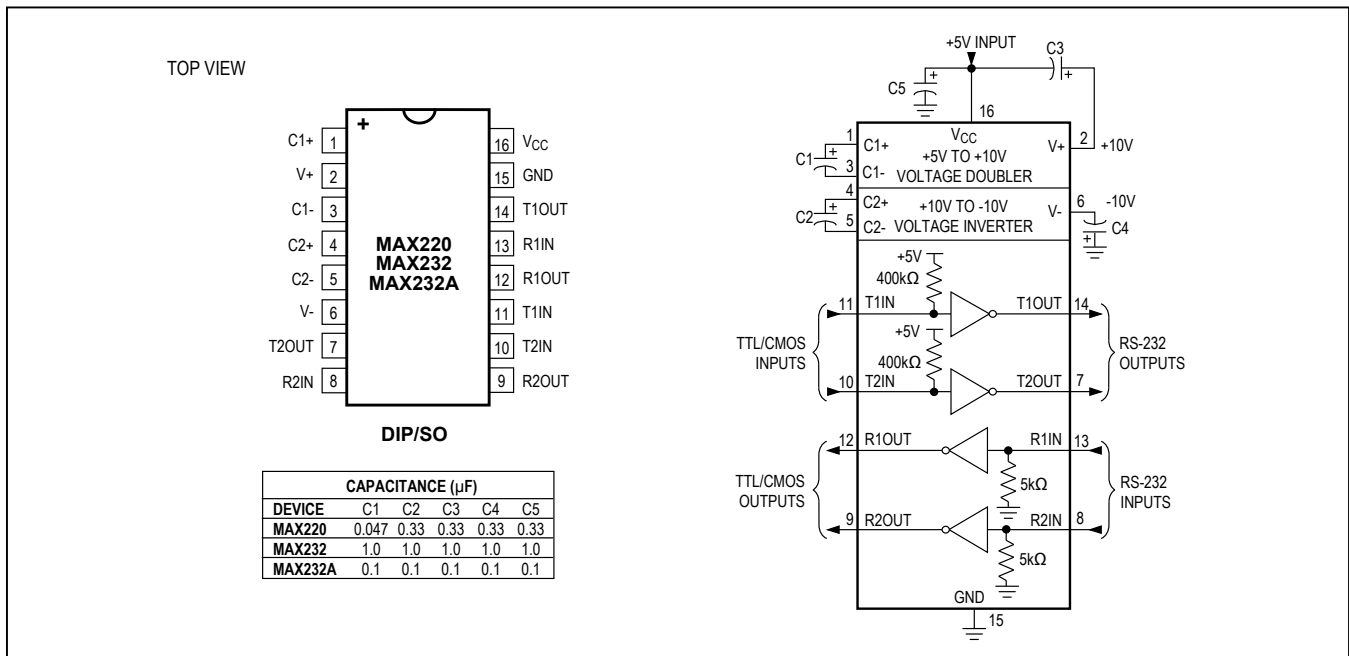 TOP VIEW
+
C1+ 1
V+ 2
C1- 3
C2+ 4
C2- 5
V- 6
T2OUT 7
R2IN 8
16 VCC
15 GND
14 T1OUT
13 R1IN
12 R1OUT
11 T1IN
10 T2IN
9 R2OUT
MAX220
MAX232
MAX232A
DIP/SO
CAPACITANCE (µF)
DEVICE C1 C2 C3 C4 C5
MAX220 0.047 0.33 0.33 0.33 0.33
MAX232 1.0 1.0 1.0 1.0 1.0
MAX232A 0.1 0.1 0.1 0.1 0.1
+5V INPUT
C3
+
C5
+
16
VCC
1
C1+
C1
+
3
C1-
+5V TO +10V
VOLTAGE DOUBLER
V+
2
+10V
4
C2+
C2
+
5
C2-
+10V TO -10V
VOLTAGE INVERTER
V-
6
-10V
C4
+
+5V
400kΩ
11 T1IN
T1OUT 14
+5V
400kΩ
10 T2IN
T2OUT 7
TTL/CMOS
INPUTS
RS-232
OUTPUTS
12 R1OUT
R1IN 13
5kΩ
9 R2OUT
R2IN 8
5kΩ
TTL/CMOS
OUTPUTS
RS-232
INPUTS
GND
15